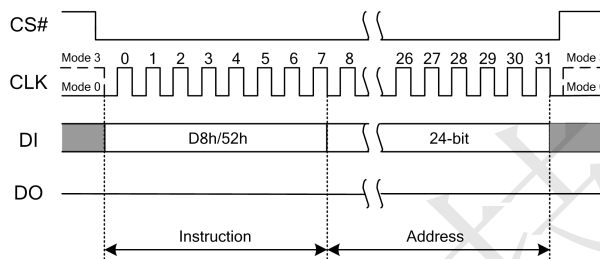 CS#
Mode 3 0 1 2 3 4 5 6 7 8 26 27 28 29 30 31 Mode
CLK
Mode 0 Mode
DI D8h/52h 24-bit
DO
Instruction Address